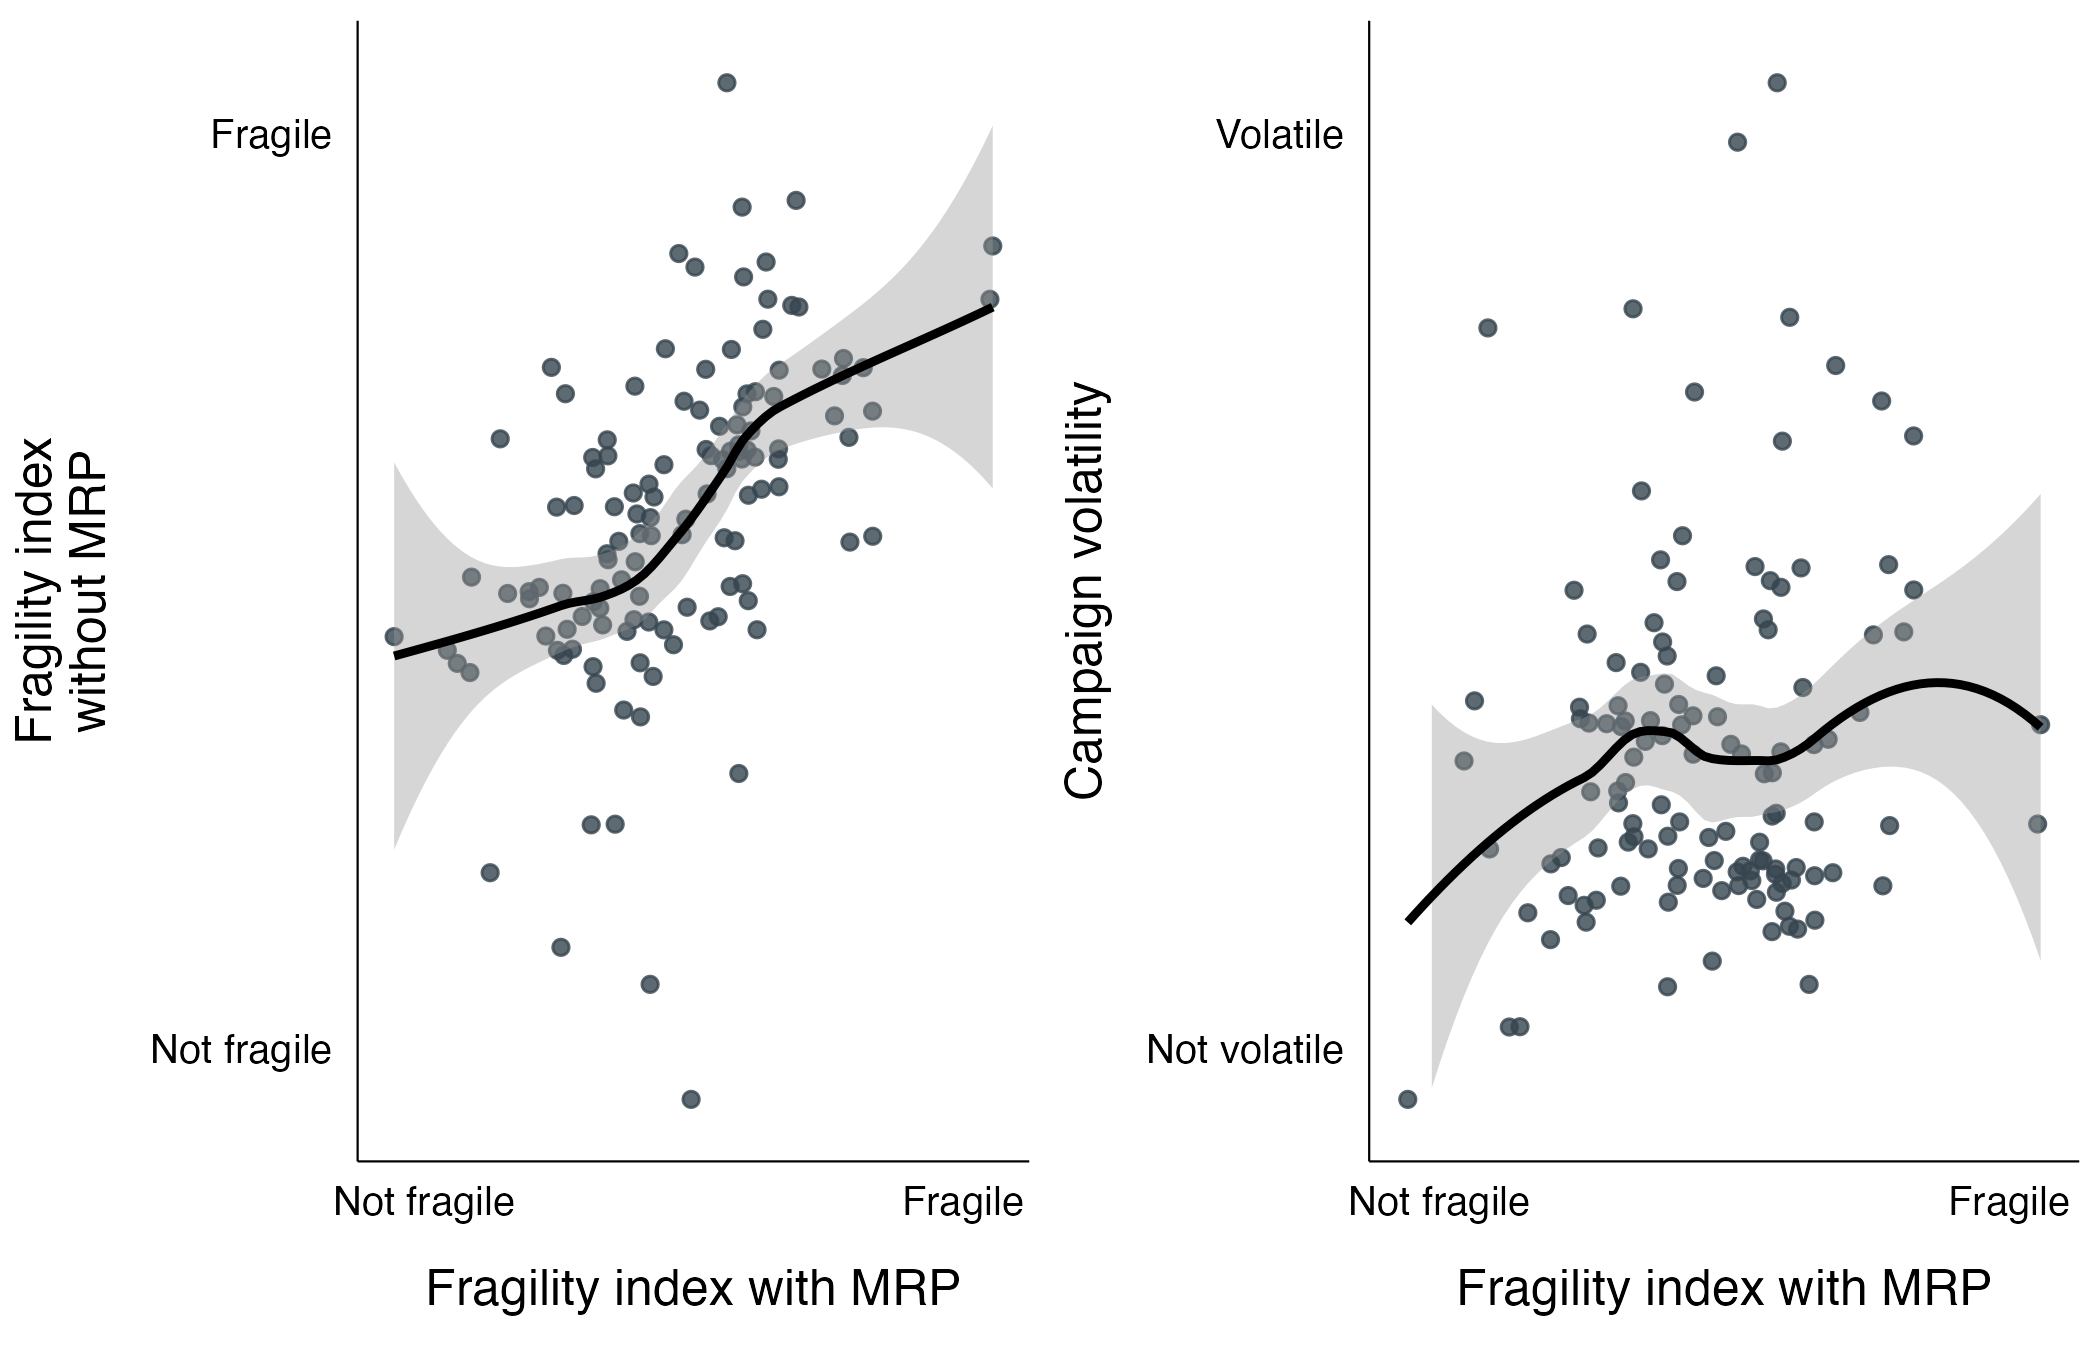 Fragile
Fragility index
without MRP
Not fragile
Not fragile
Fragile
Fragility index with MRP
Volatile
Campaign volatility
Not volatile
Not fragile
Fragile
Fragility index with MRP